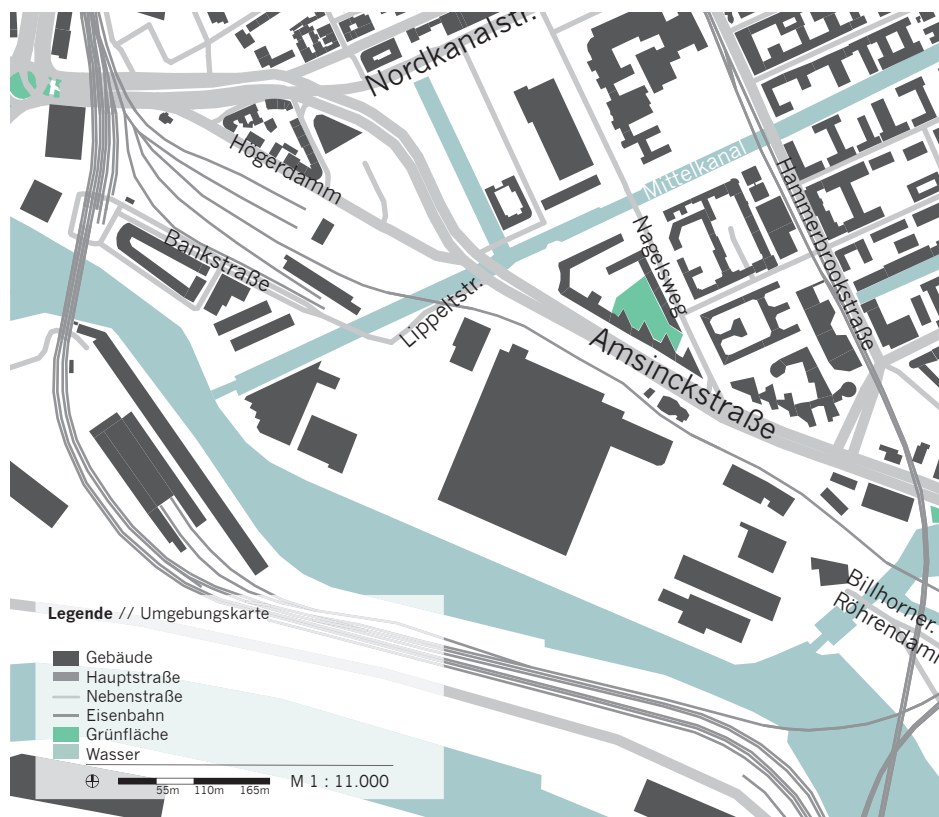 Nordkanalstr.
Högerdamm
Mittelkanal
Hammerbrookstraße
Nagelsweg
Bankstraße
Lippeltstr.
Amsinckstraße
Billhorner.
Röhrendamm
Legende // Umgebungskarte
Gebäude
Hauptstraße
Nebenstraße
Eisenbahn
Grünfläche
Wasser
55m 110m 165m M 1 : 11.000